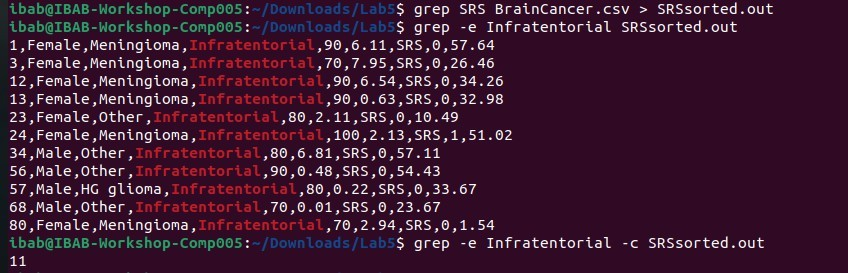 ibab@IBAB-Workshop-Comp005:~/Downloads/Lab5$ grep SRS BrainCancer.csv > SRSsorted.out
ibab@IBAB-Workshop-Comp005:~/Downloads/Lab5$ grep -e Infratentorial SRSsorted.out
1,Female,Meningioma,Infratentorial,90,6.11,SRS,0,57.64
3,Female,Meningioma,Infratentorial,70,7.95,SRS,0,26.46
12,Female,Meningioma,Infratentorial,90,6.54,SRS,0,34.26
13,Female,Meningioma,Infratentorial,90,0.63,SRS,0,32.98
23,Female,Other,Infratentorial,80,2.11,SRS,0,10.49
24,Female,Meningioma,Infratentorial,100,2.13,SRS,1,51.02
34,Male,Other,Infratentorial,80,6.81,SRS,0,57.11
56,Male,Other,Infratentorial,90,0.48,SRS,0,54.43
57,Male,HG glioma,Infratentorial,80,0.22,SRS,0,33.67
68,Male,Other,Infratentorial,70,0.01,SRS,0,23.67
80,Female,Meningioma,Infratentorial,70,2.94,SRS,0,1.54
ibab@IBAB-Workshop-Comp005:~/Downloads/Lab5$ grep -e Infratentorial -c SRSsorted.out
11